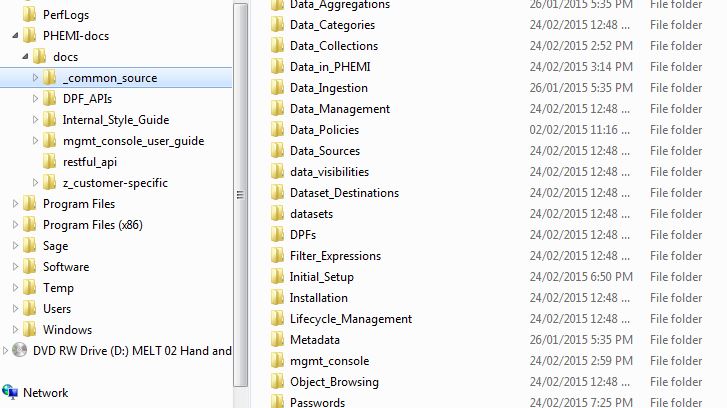 PerfLogs
PHEMI-docs
docs
_common_source
DPF_APIs
Internal_Style_Guide
mgmt_console_user_guide
restful_api
z_customer-specific
Program Files
Program Files (x86)
Sage
Software
Temp
Users
Windows
DVD RW Drive (D:) MELT 02 Hand and
Network
Data_Aggregations 26/01/2015 5:35 PM File folder
Data_Categories 24/02/2015 12:48 ... File folder
Data_Collections 24/02/2015 2:52 PM File folder
Data_in_PHEMI 24/02/2015 3:14 PM File folder
Data_Ingestion 26/01/2015 5:35 PM File folder
Data_Management 24/02/2015 12:48 ... File folder
Data_Policies 02/02/2015 11:16 ... File folder
Data_Sources 24/02/2015 12:48 ... File folder
data_visibilities 24/02/2015 12:48 ... File folder
Dataset_Destinations 24/02/2015 12:48 ... File folder
datasets 24/02/2015 12:48 ... File folder
DPFs 24/02/2015 12:48 ... File folder
Filter_Expressions 24/02/2015 12:48 ... File folder
Initial_Setup 24/02/2015 6:50 PM File folder
Installation 24/02/2015 12:48 ... File folder
Lifecycle_Management 24/02/2015 12:48 ... File folder
Metadata 26/01/2015 5:35 PM File folder
mgmt_console 24/02/2015 2:59 PM File folder
Object_Browsing 24/02/2015 12:48 ... File folder
Passwords 24/02/2015 7:25 PM File folder